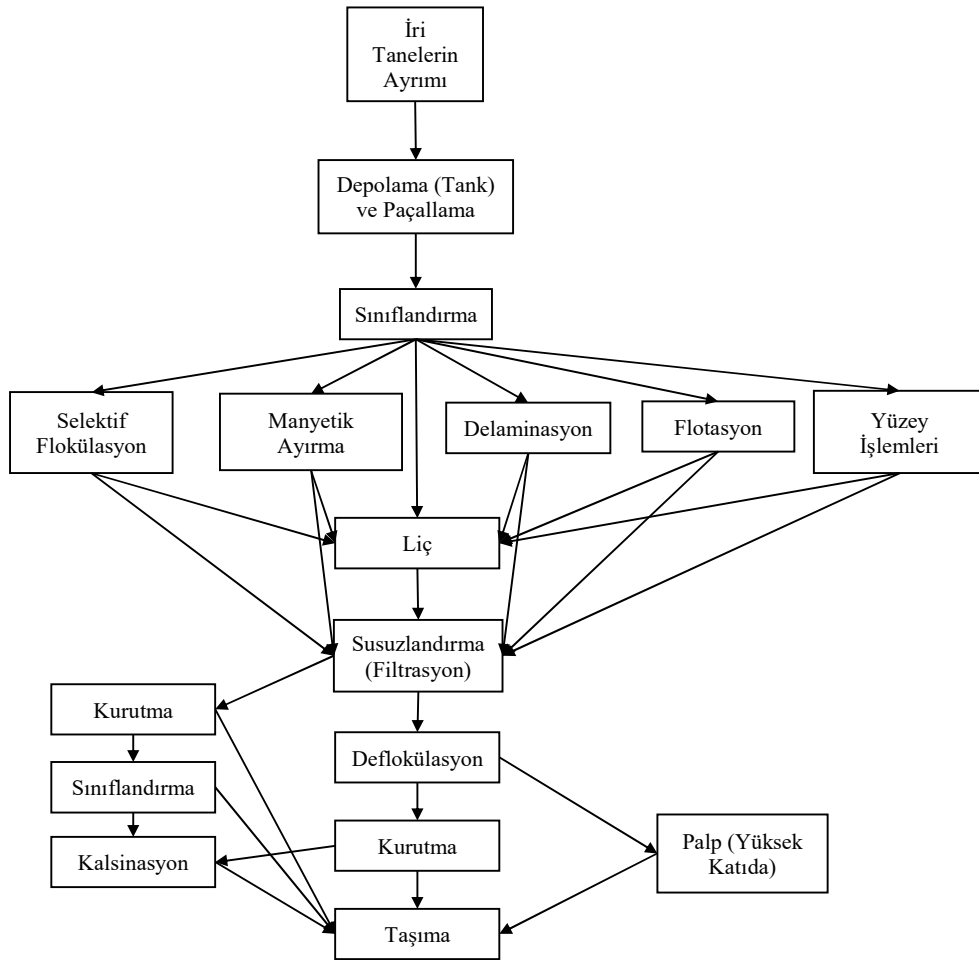 İri
Tanelerin
Ayrımı
Depolama (Tank)
ve Paçallama
Sınıflandırma
Selektif
Flokülasyon
Manyetik
Ayırma
Delaminasyon
Flotasyon
Yüzey
İşlemleri
Liç
Susuzlandırma
(Filtrasyon)
Kurutma
Deflokülasyon
Sınıflandırma
Kurutma
Palp (Yüksek
Katıda)
Kalsinasyon
Taşıma